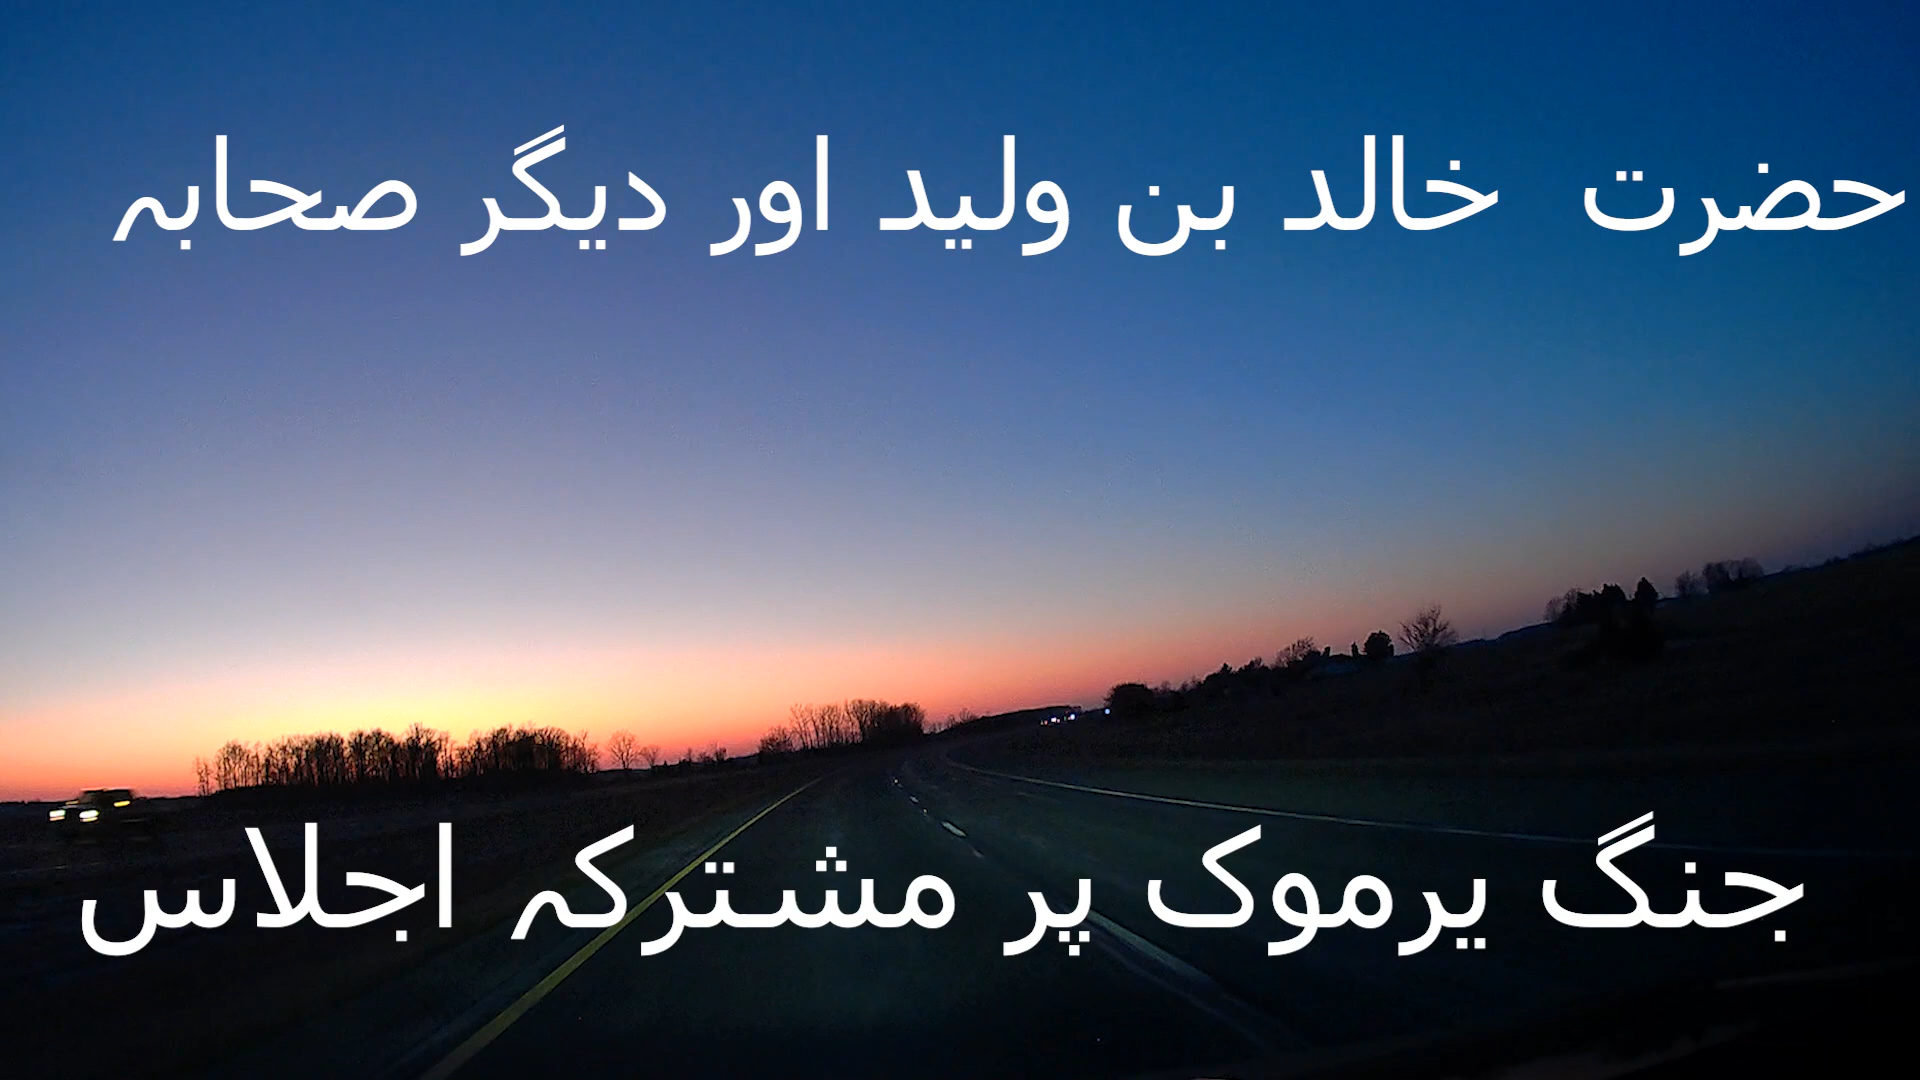 حضرت خالد بن ولید اور دیگر صحابہ
جنگ یرموک پر مشترکہ اجلاس